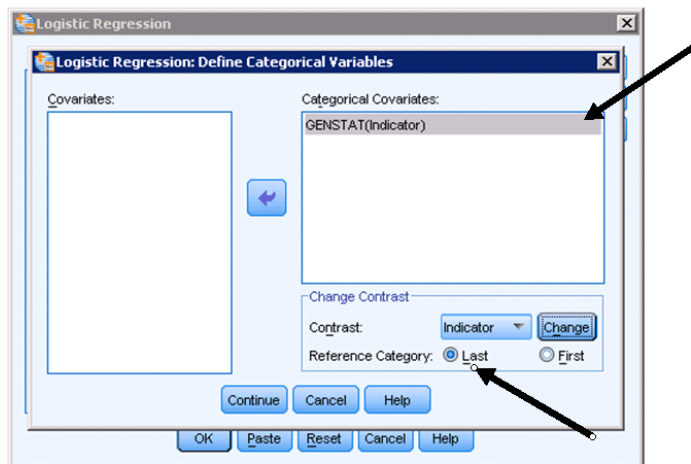 Logistic Regression
Logistic Regression: Define Categorical Variables
Covariates:
Categorical Covariates:
GENSTAT(Indicator)
Change Contrast
Contrast: Indicator Change
Reference Category: Last First
Continue Cancel Help
OK Paste Reset Cancel Help